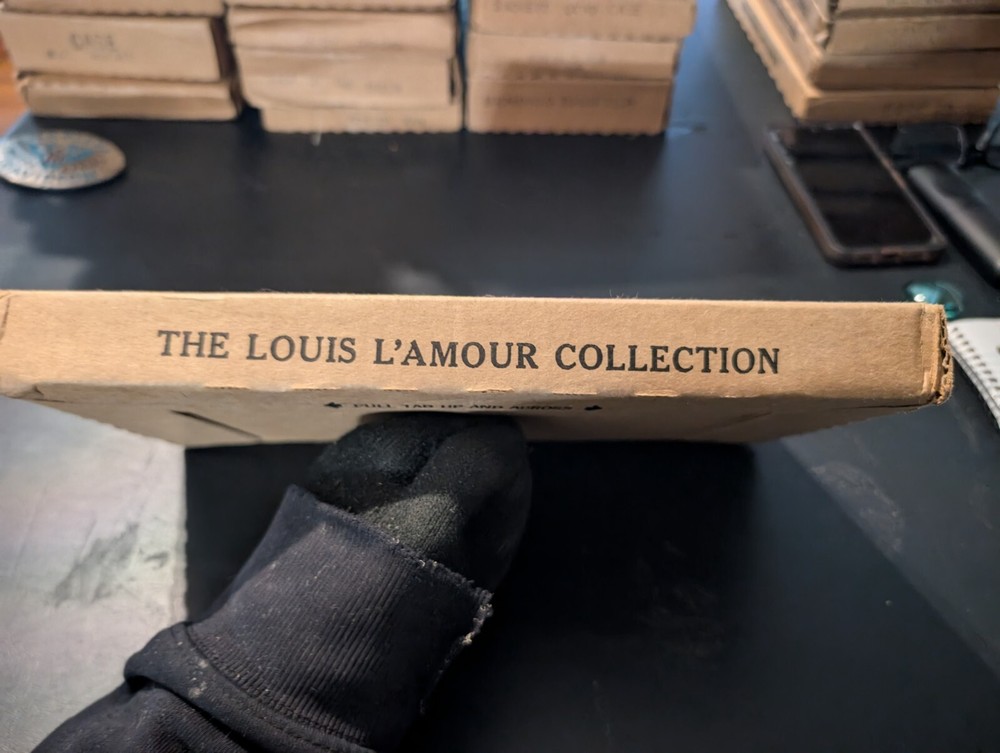 THE LOUIS L'AMOUR COLLECTION
PULL TAB UP AND ACROSS